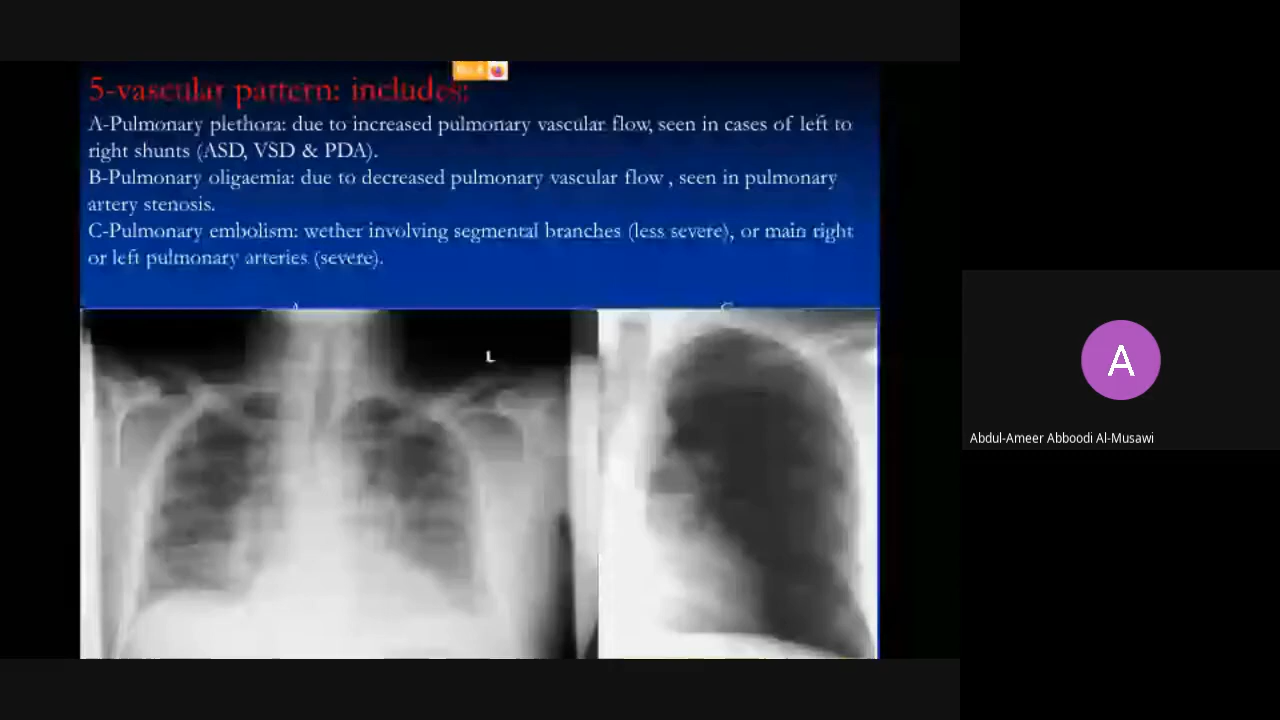 5-vascular pattern: includes:
A-Pulmonary plethora: due to increased pulmonary vascular flow, seen in cases of left to
right shunts (ASD, VSD & PDA).
B-Pulmonary oligaemia: due to decreased pulmonary vascular flow , seen in pulmonary
artery stenosis.
C-Pulmonary embolism: wether involving segmental branches (less severe), or main right
or left pulmonary arteries (severe).
L
A
Abdul-Ameer Abboodi Al-Musawi